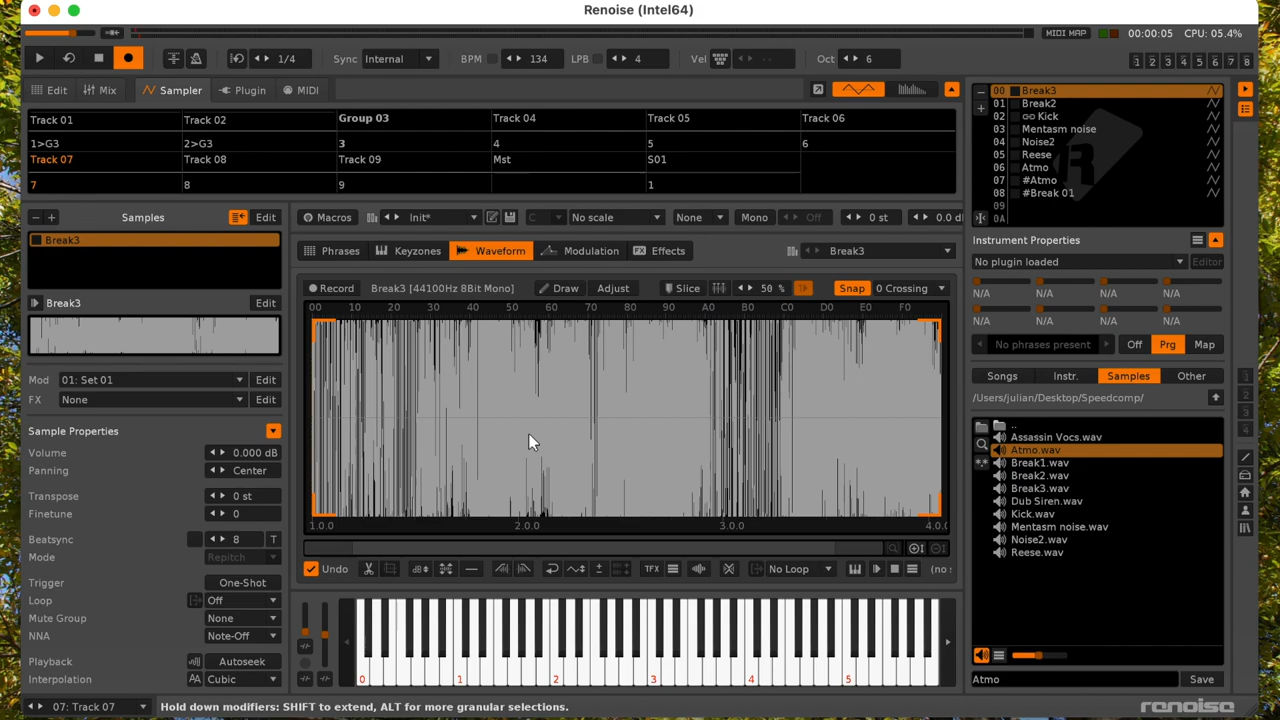 Renoise (Intel64)
MIDI MAP 00:00:05 CPU: 05.4%
1/4 Sync Internal BPM 134 LPB 4 Vel -- Oct 6 1 2 3 4 5 6 7 8
Edit Mix Sampler Plugin MIDI
Track 01 Track 02 Group 03 Track 04 Track 05 Track 06
1>G3 2>G3 3 4 5 6
Track 07 Track 08 Track 09 Mst S01
7 8 9 1
00 Break3
01 Break2
02 Kick
03 Mentasm noise
04 Noise2
05 Reese
06 Atmo
07 #Atmo
08 #Break 01
09
0A
Samples Edit
Break3
Break3 Edit
Mod 01: Set 01 Edit
FX None Edit
Sample Properties
Volume 0.000 dB
Panning Center
Transpose 0 st
Finetune 0
Beatsync 8 T
Mode Repitch
Trigger One-Shot
Loop Off
Mute Group None
NNA Note-Off
Playback Autoseek
Interpolation Cubic
Macros Init* C No scale None Mono Off 0 st 0.0 d
Phrases Keyzones Waveform Modulation FX Effects Break3
Record Break3 [44100Hz 8Bit Mono] Draw Adjust Slice 50 % Snap 0 Crossing
00 10 20 30 40 50 60 70 80 90 A0 B0 C0 D0 E0 F0
1.0.0 2.0.0 3.0.0 4.0.
Undo TFX No Loop (no s
0 1 2 3 4 5
Instrument Properties
No plugin loaded Editor
N/A N/A N/A N/A
N/A N/A N/A N/A
No phrases present Off Prg Map
Songs Instr. Samples Other
/Users/julian/Desktop/Speedcomp/
..
Assassin Vocs.wav
Atmo.wav
Break1.wav
Break2.wav
Break3.wav
Dub Siren.wav
Kick.wav
Mentasm noise.wav
Noise2.wav
Reese.wav
1
2
3
4
Atmo Save
07: Track 07 Hold down modifiers: SHIFT to extend, ALT for more granular selections. renoise